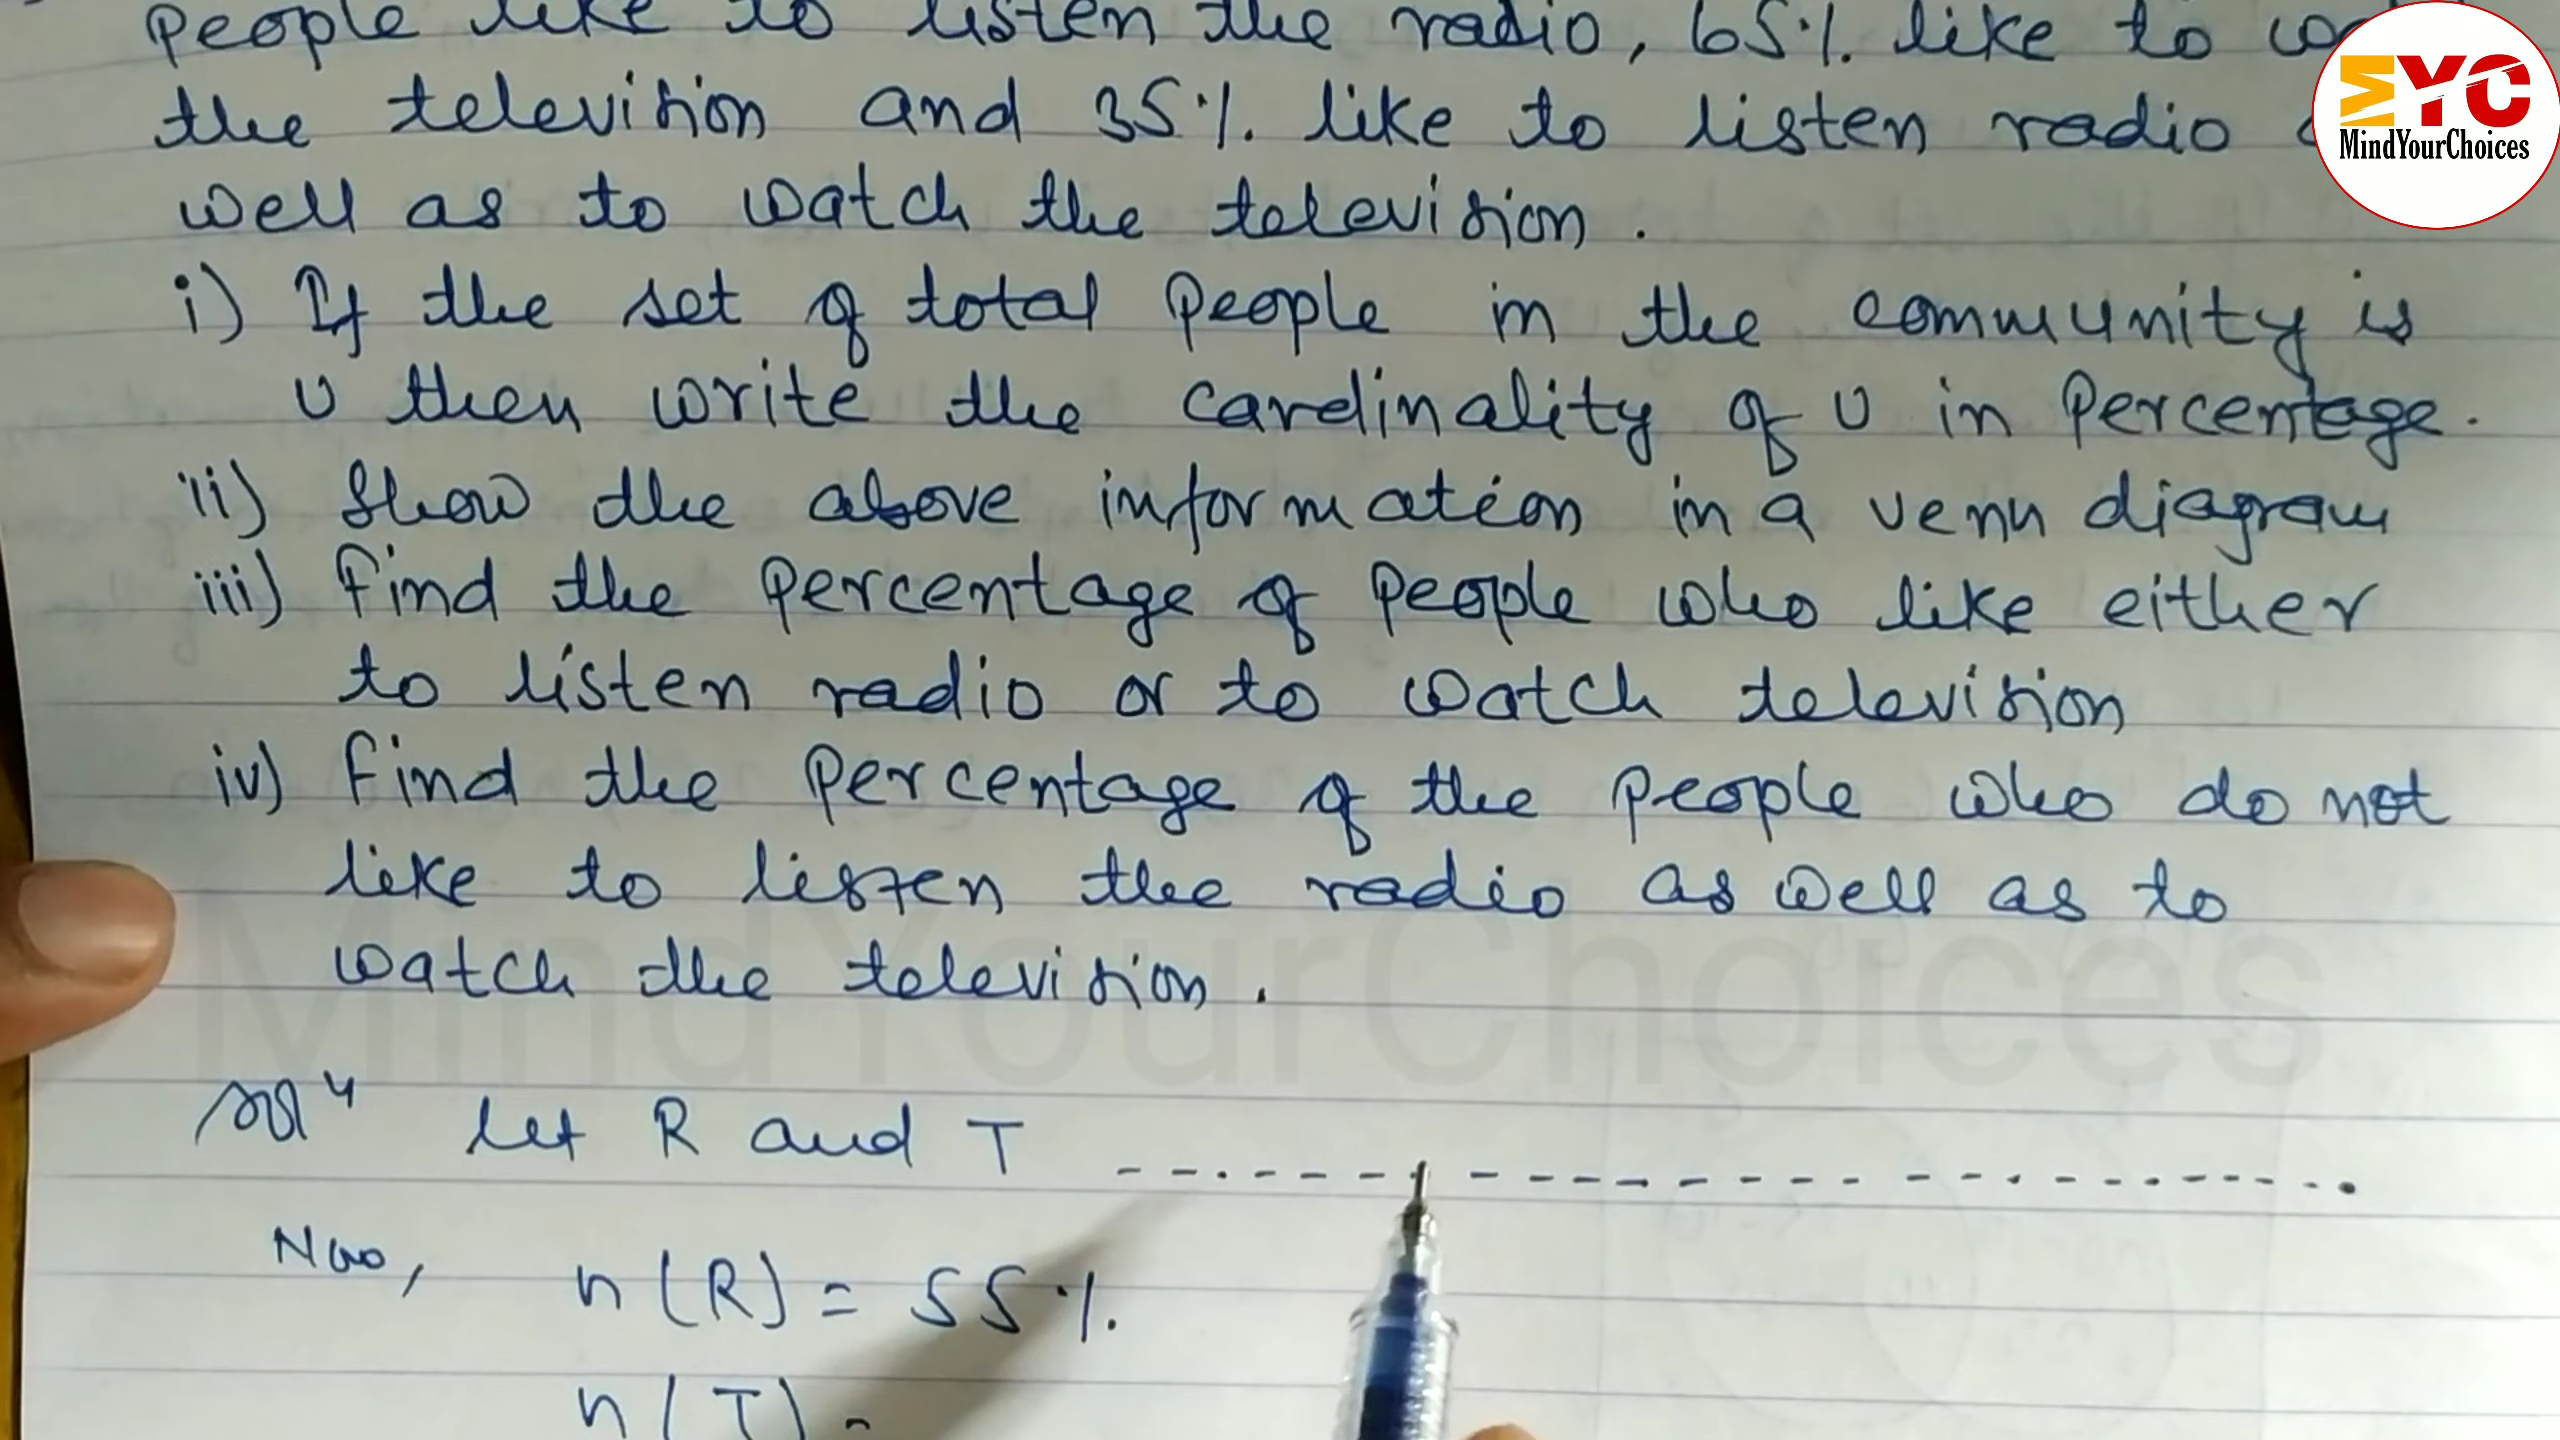 people like to listen the radio, 65%. like to
the television and 35%. like to listen radio
well as to watch the television.
i) If the set of total people in the community is
U then write the cardinality of U in percentage.
ii) Show the above information in a venn diagram
iii) Find the percentage of people who like either
to listen radio or to watch television
iv) Find the percentage of the people who do not
like to listen the radio as well as to
watch the television.
Solⁿ Let R and T ----------------------.
Now, n(R) = 55%.
n(T) =
MYC
MindYourChoices
MindYourChoices